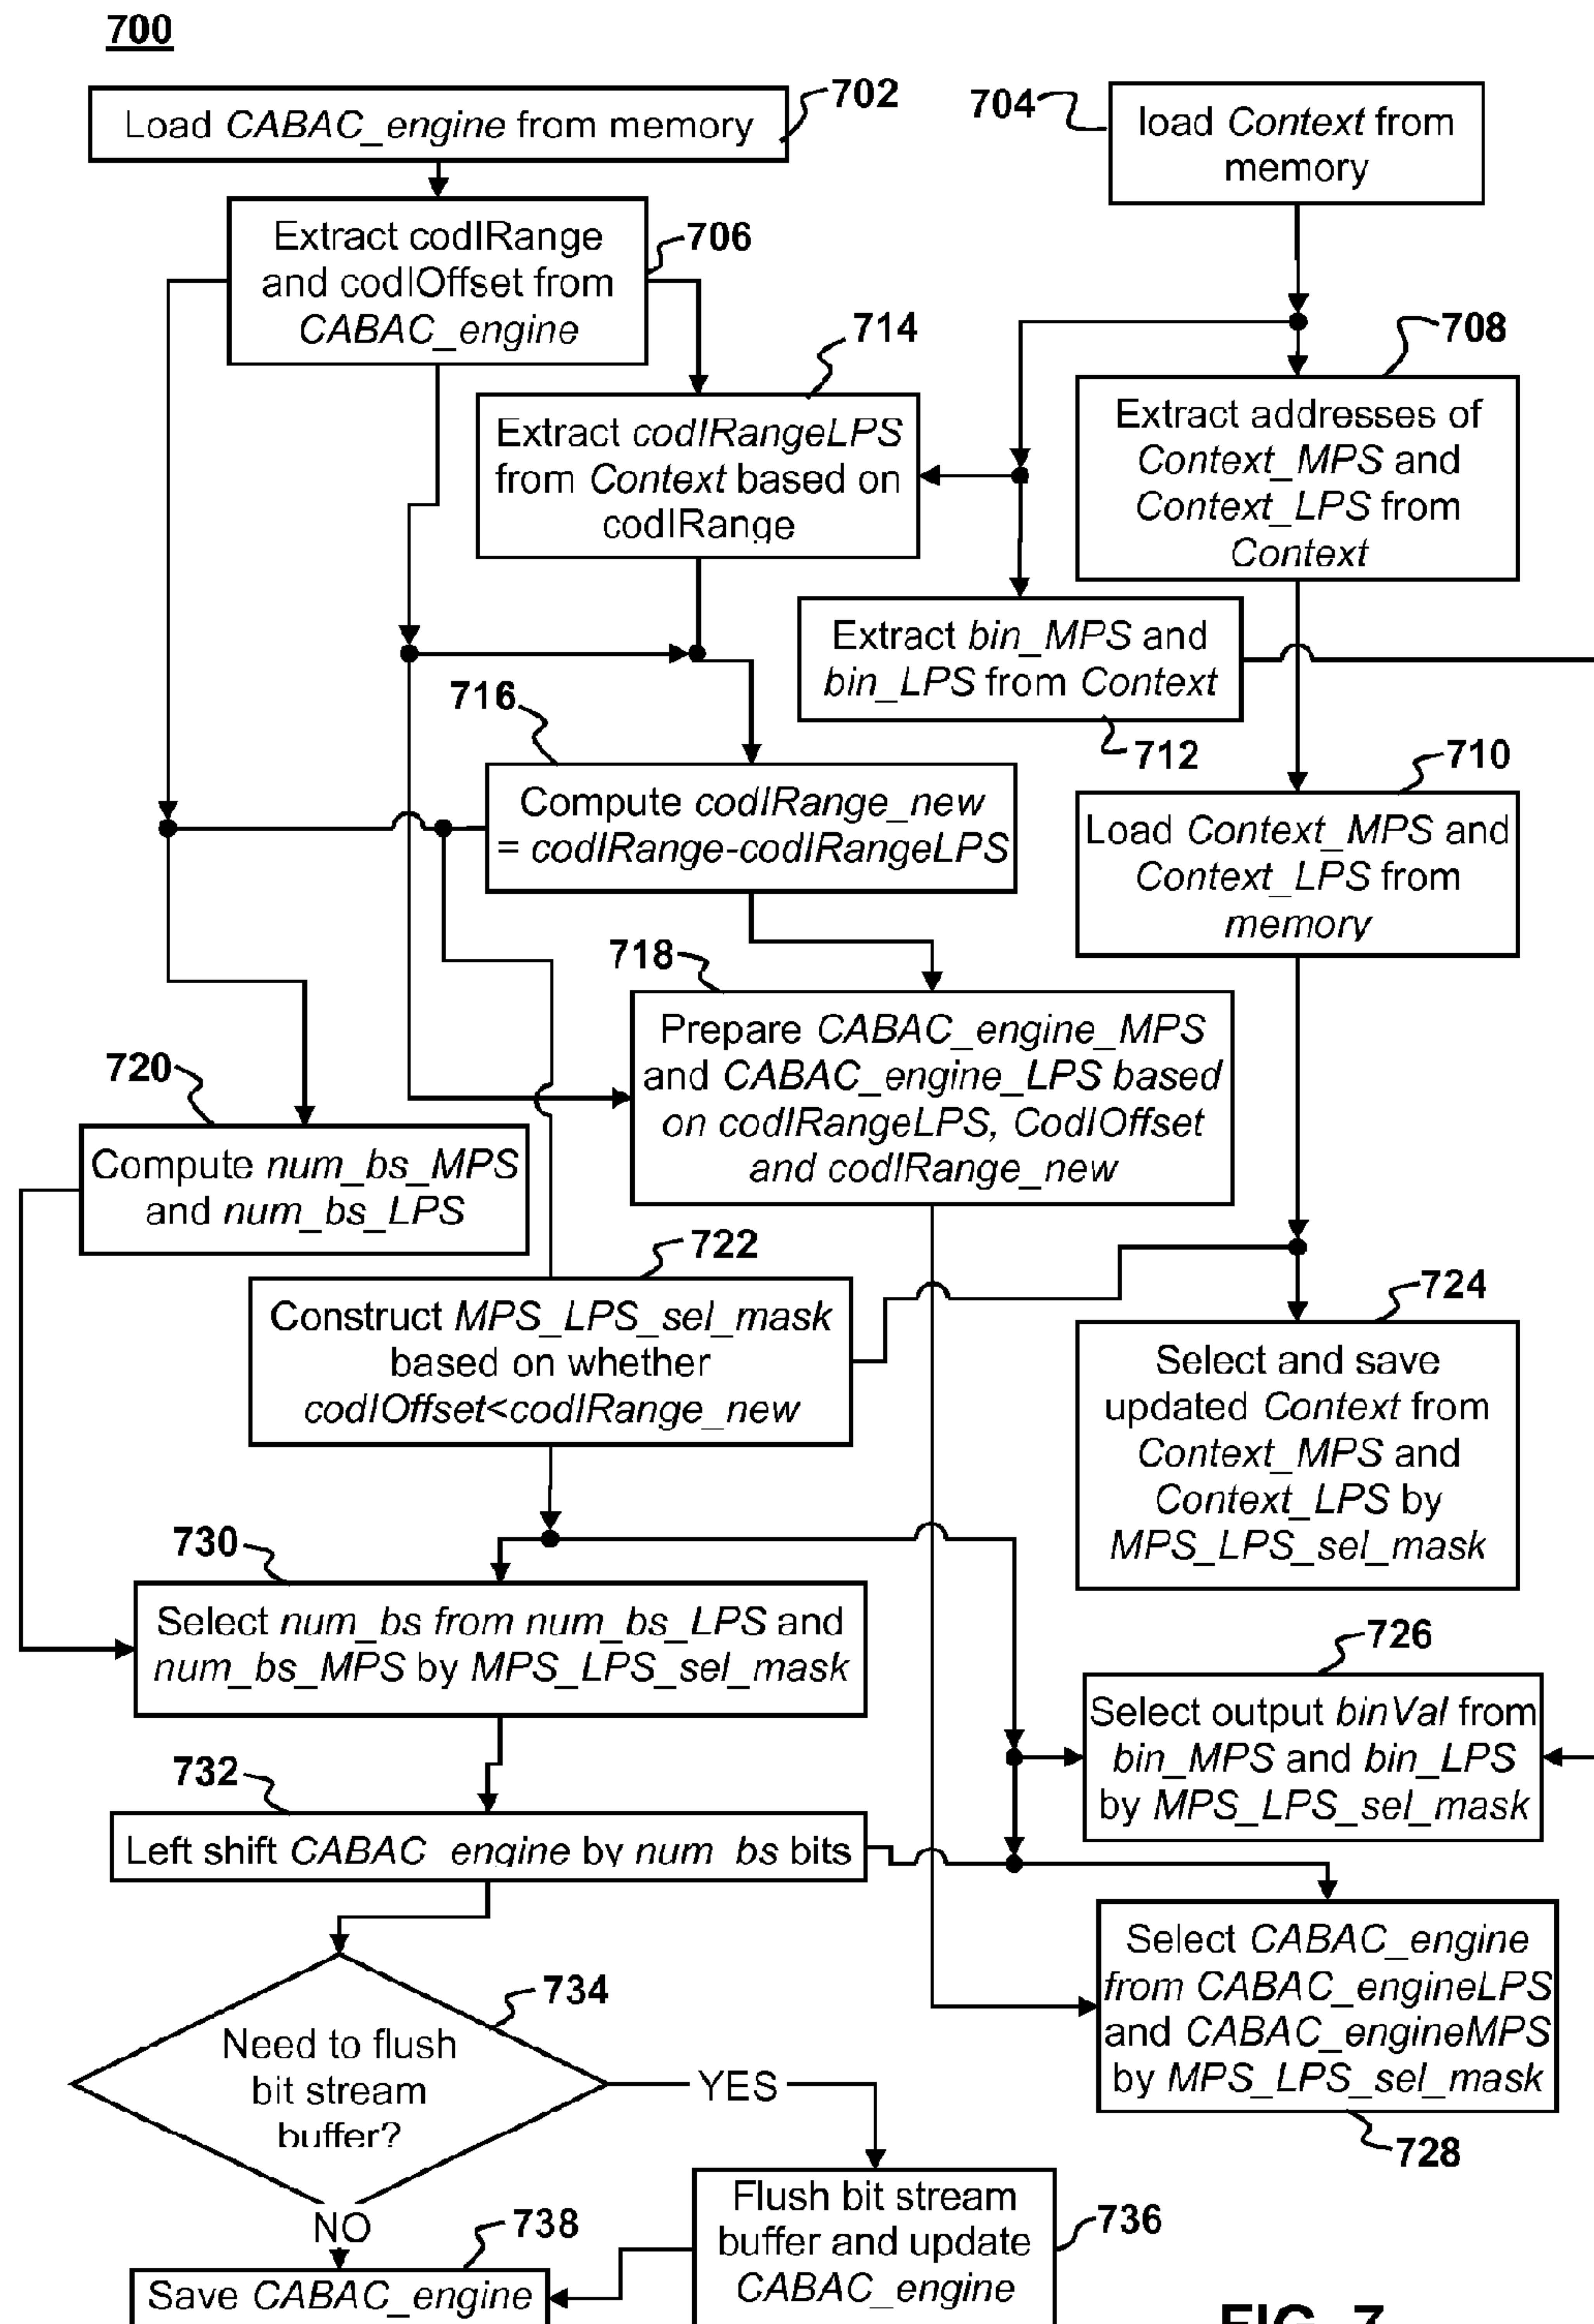 700
Load CABAC_engine from memory
702
704
load Context from
memory
Extract codIRange
and codIOffset from
CABAC_engine
706
714
708
Extract codIRangeLPS
from Context based on
codIRange
Extract addresses of
Context_MPS and
Context_LPS from
Context
Extract bin_MPS and
bin_LPS from Context
712
716
710
Compute codIRange_new
= codIRange-codIRangeLPS
Load Context_MPS and
Context_LPS from
memory
718
Prepare CABAC_engine_MPS
and CABAC_engine_LPS based
on codIRangeLPS, CodIOffset
and codIRange_new
720
Compute num_bs_MPS
and num_bs_LPS
722
Construct MPS_LPS_sel_mask
based on whether
codIOffset<codIRange_new
724
Select and save
updated Context from
Context_MPS and
Context_LPS by
MPS_LPS_sel_mask
730
Select num_bs from num_bs_LPS and
num_bs_MPS by MPS_LPS_sel_mask
726
Select output binVal from
bin_MPS and bin_LPS
by MPS_LPS_sel_mask
732
Left shift CABAC_engine by num_bs bits
Select CABAC_engine
from CABAC_engineLPS
and CABAC_engineMPS
by MPS_LPS_sel_mask
728
734
Need to flush
bit stream
buffer?
YES
NO
Flush bit stream
buffer and update
CABAC_engine
736
738
Save CABAC_engine
FIG. 7